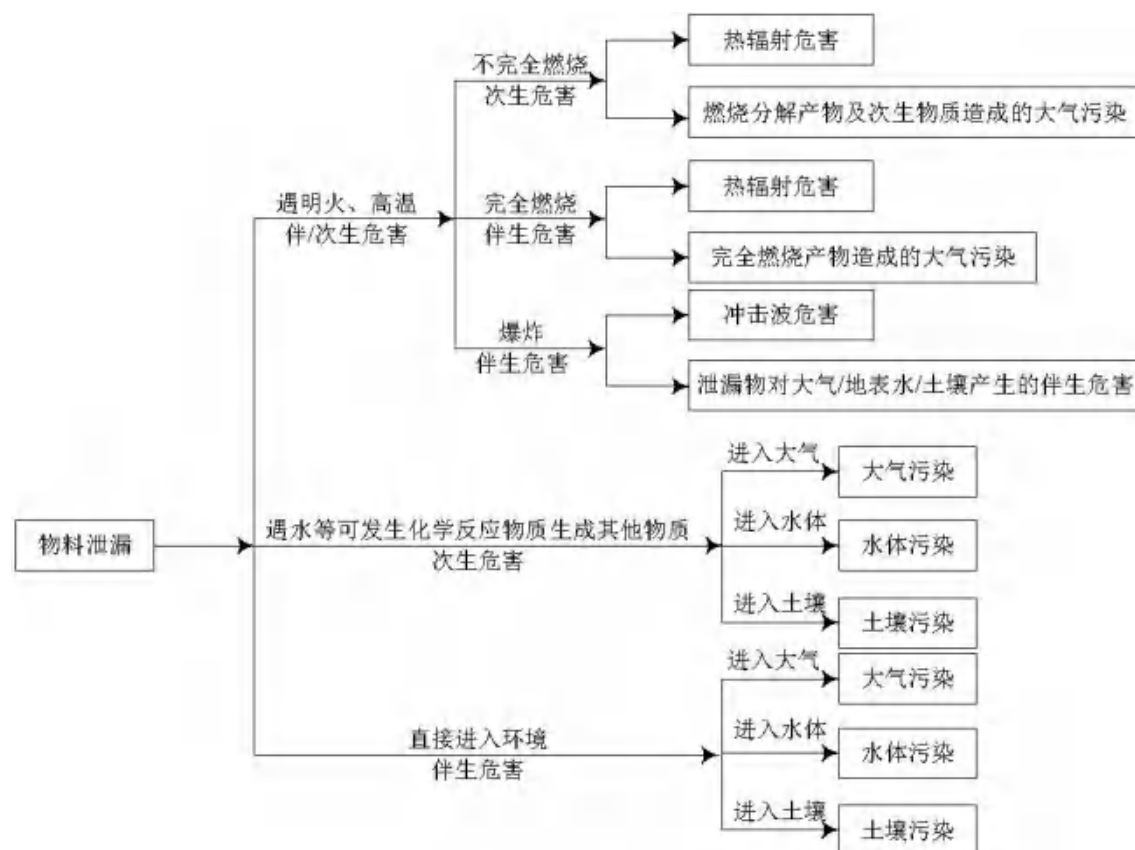 热辐射危害
不完全燃烧
次生危害
燃烧分解产物及次生物质造成的大气污染
热辐射危害
遇明火、高温
伴/次生危害
完全燃烧
伴生危害
完全燃烧产物造成的大气污染
冲击波危害
爆炸
伴生危害
泄漏物对大气/地表水/土壤产生的伴生危害
进入大气
大气污染
物料泄漏
遇水等可发生化学反应物质生成其他物质
次生危害
进入水体
水体污染
进入土壤
土壤污染
进入大气
大气污染
直接进入环境
伴生危害
进入水体
水体污染
进入土壤
土壤污染